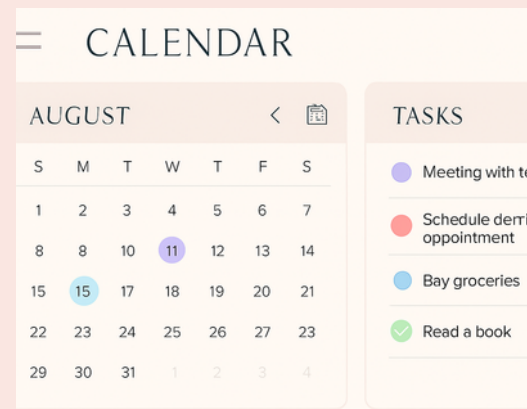 CALENDAR
AUGUST
TASKS
S M T W T F S
1 2 3 4 5 6 7
8 8 10 11 12 13 14
15 15 17 18 19 20 21
22 23 24 25 26 27 23
29 30 31 1 2 3 4
Meeting with
Schedule
appointment
Bay groceries
Read a book